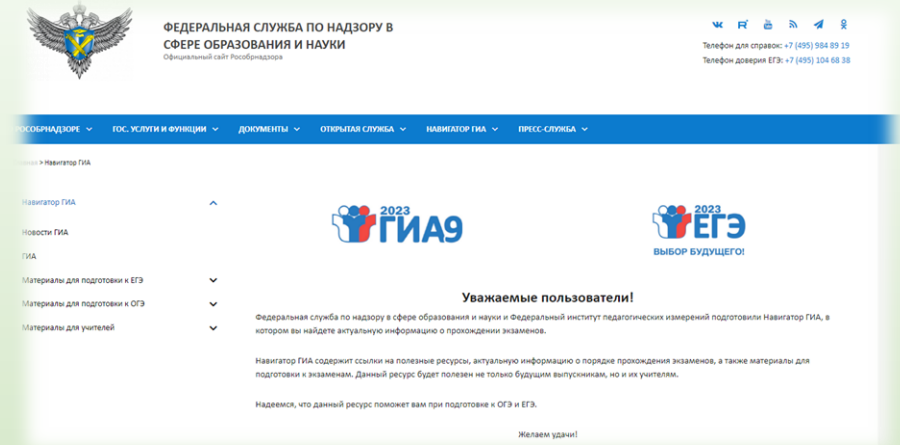 ФЕДЕРАЛЬНАЯ СЛУЖБА ПО НАДЗОРУ В
СФЕРЕ ОБРАЗОВАНИЯ И НАУКИ
Официальный сайт Рособрнадзора
Телефон для справок: +7 (495) 984 89 19
Телефон доверия ЕГЭ: +7 (495) 104 68 38
РОСОБРНАДЗОРЕ ГОС. УСЛУГИ И ФУНКЦИИ ДОКУМЕНТЫ ОТКРЫТАЯ СЛУЖБА НАВИГАТОР ГИА ПРЕСС-СЛУЖБА
> Навигатор ГИА
Навигатор ГИА
Новости ГИА
ГИА
Материалы для подготовки к ЕГЭ
Материалы для подготовки к ОГЭ
Материалы для учителей
2023
ГИА9
2023
ЕГЭ
ВЫБОР БУДУЩЕГО!
Уважаемые пользователи!
Федеральная служба по надзору в сфере образования и науки и Федеральный институт педагогических измерений подготовили Навигатор ГИА, в
котором вы найдете актуальную информацию о прохождении экзаменов.
Навигатор ГИА содержит ссылки на полезные ресурсы, актуальную информацию о порядке прохождения экзаменов, а также материалы для
подготовки к экзаменам. Данный ресурс будет полезен не только будущим выпускникам, но и их учителям.
Надеемся, что данный ресурс поможет вам при подготовке к ОГЭ и ЕГЭ.
Желаем удачи!